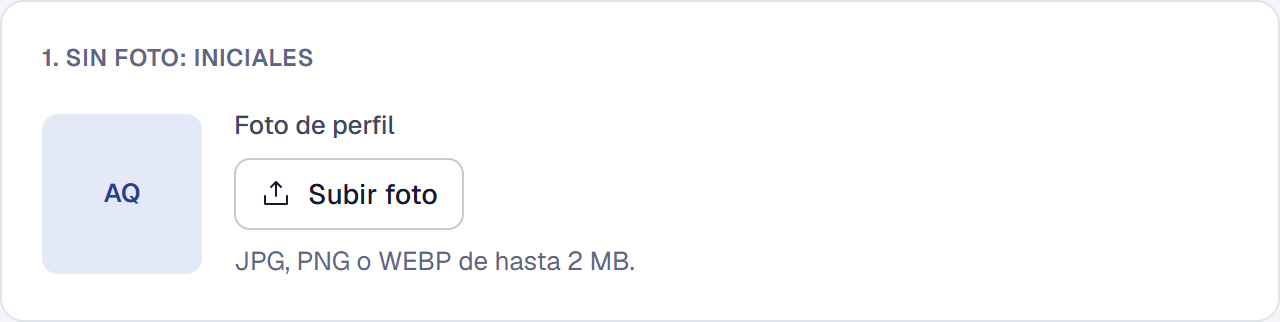 1. SIN FOTO: INICIALES
AQ
Foto de perfil
Subir foto
JPG, PNG o WEBP de hasta 2 MB.